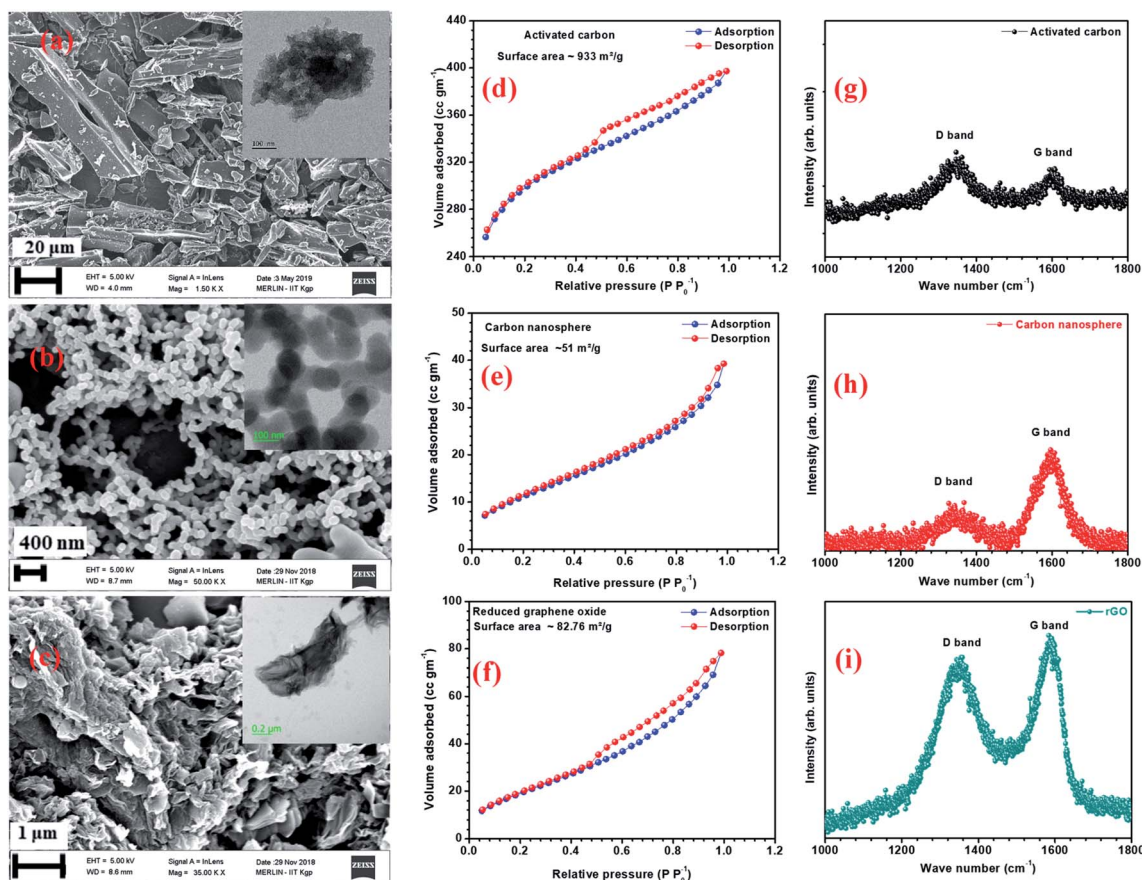 (a)
100 nm
20 µm
EHT = 5.00 kV Signal A = InLens Date :3 May 2019 ZEISS
WD = 4.0 mm Mag = 1.50 K X MERLIN - IIT Kgp
(b)
100 nm
400 nm
EHT = 5.00 kV Signal A = InLens Date :29 Nov 2018 ZEISS
WD = 8.7 mm Mag = 50.00 K X MERLIN - IIT Kgp
(c)
0.2 µm
1 µm
EHT = 5.00 kV Signal A = InLens Date :29 Nov 2018 ZEISS
WD = 8.6 mm Mag = 35.00 K X MERLIN - IIT Kgp
440
400
360
320
280
240
Volume adsorbed (cc gm⁻¹)
Activated carbon
Surface area ~ 933 m²/g
Adsorption
Desorption
(d)
0.0 0.2 0.4 0.6 0.8 1.0 1.2
Relative pressure (P P₀⁻¹)
50
40
30
20
10
0
Volume adsorbed (cc gm⁻¹)
Carbon nanosphere
Surface area ~51 m²/g
Adsorption
Desorption
(e)
0.0 0.2 0.4 0.6 0.8 1.0 1.2
Relative pressure (P P₀⁻¹)
100
80
60
40
20
0
Volume adsorbed (cc gm⁻¹)
Reduced graphene oxide
Surface area ~ 82.76 m²/g
Adsorption
Desorption
(f)
0.0 0.2 0.4 0.6 0.8 1.0 1.2
Relative pressure (P P₀⁻¹)
Intensity (arb. units)
Activated carbon
(g)
D band
G band
1000 1200 1400 1600 1800
Wave number (cm⁻¹)
Intensity (arb. units)
Carbon nanosphere
(h)
D band
G band
1000 1200 1400 1600 1800
Wave number (cm⁻¹)
Intensity (arb. units)
rGO
(i)
D band
G band
1000 1200 1400 1600 1800
Wave number (cm⁻¹)